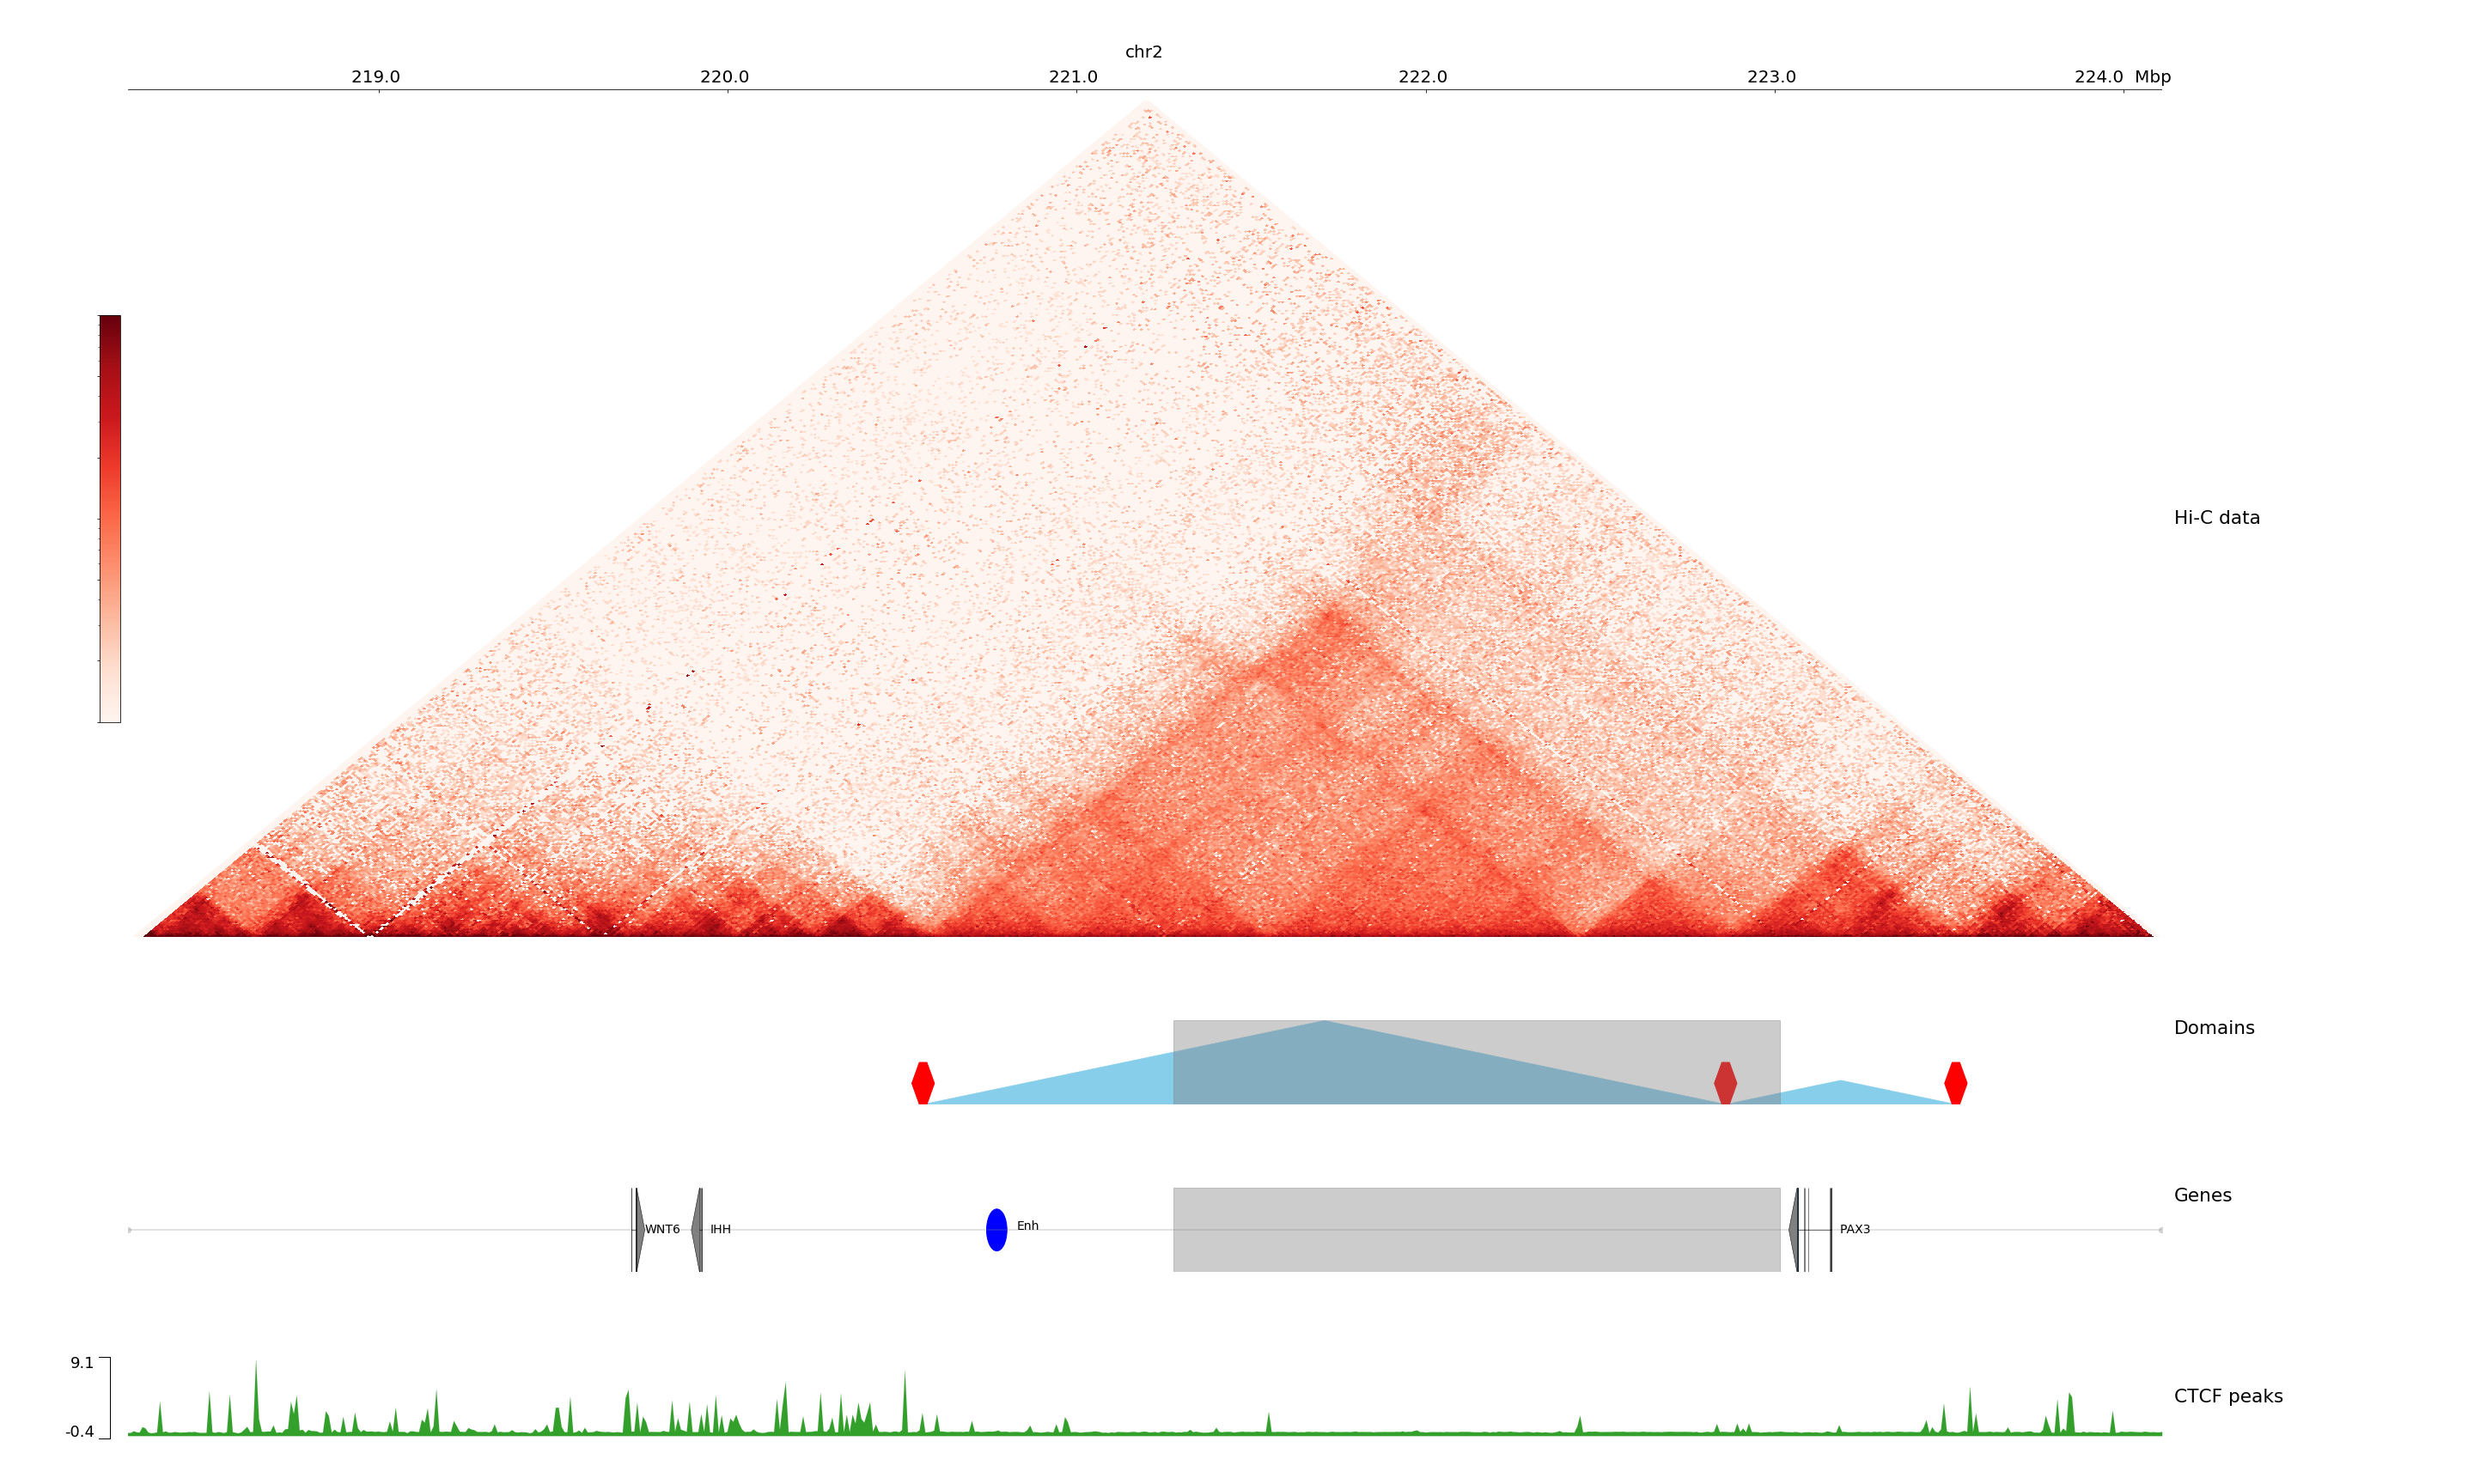 chr2
219.0 220.0 221.0 222.0 223.0 224.0 Mbp
Hi-C data
Domains
Genes
WNT6 IHH Enh PAX3
9.1
CTCF peaks
-0.4